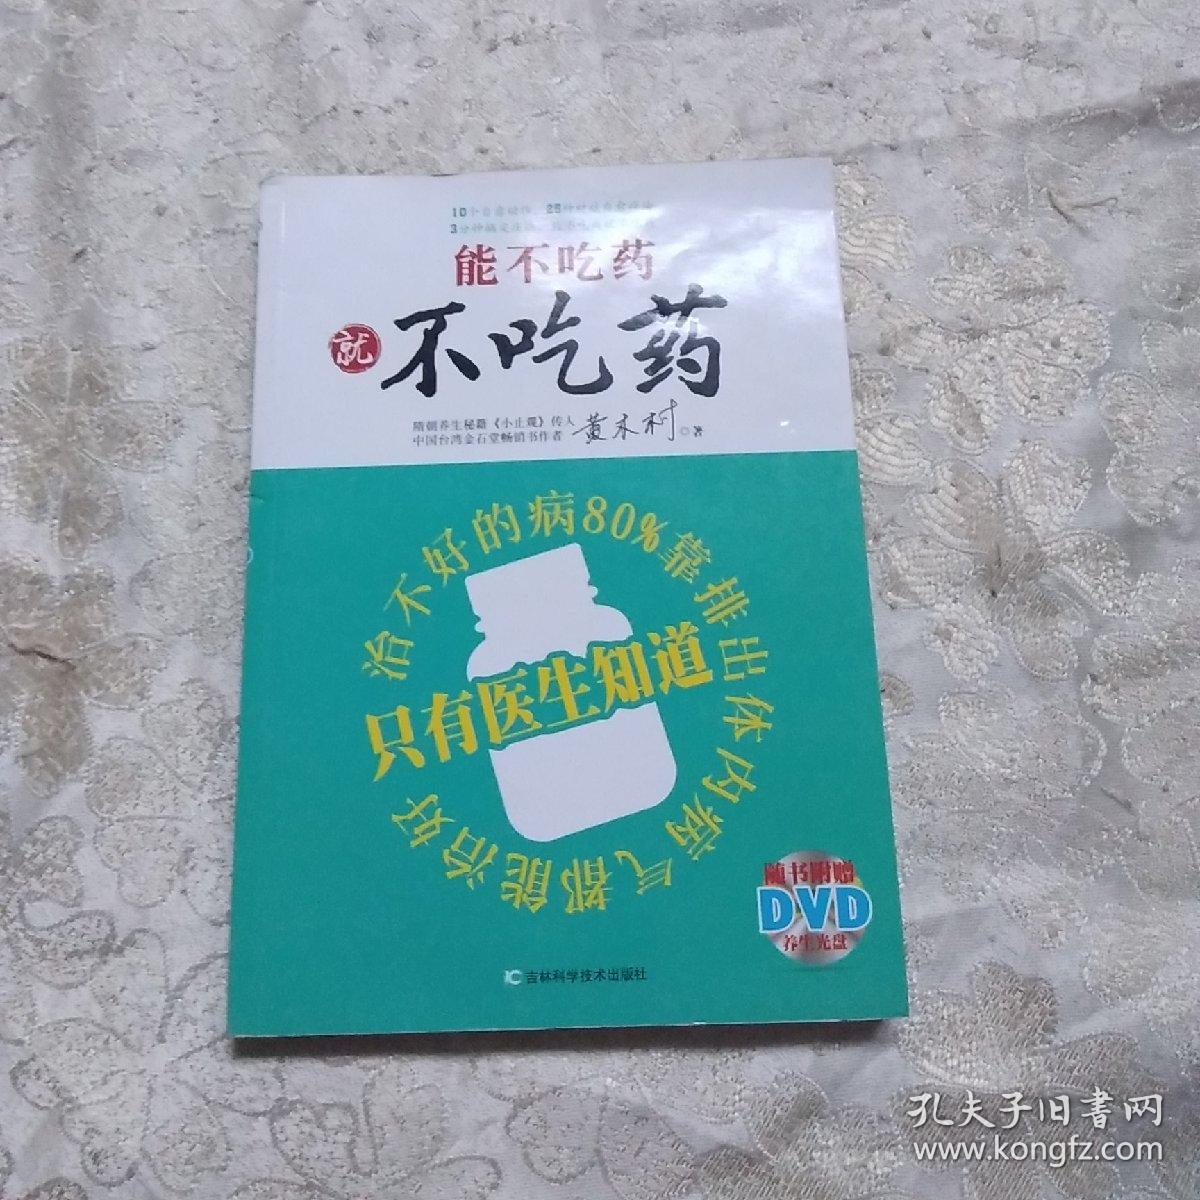 能不吃药
就不吃药
隋朝养生秘籍《小止观》传人
中国台湾金石堂畅销书作者
黄木村 著
治不好的病80%靠排出体内病气都能治好
只有医生知道
随书附赠
DVD
养生光盘
吉林科学技术出版社
孔夫子旧书网
www.kongfz.com